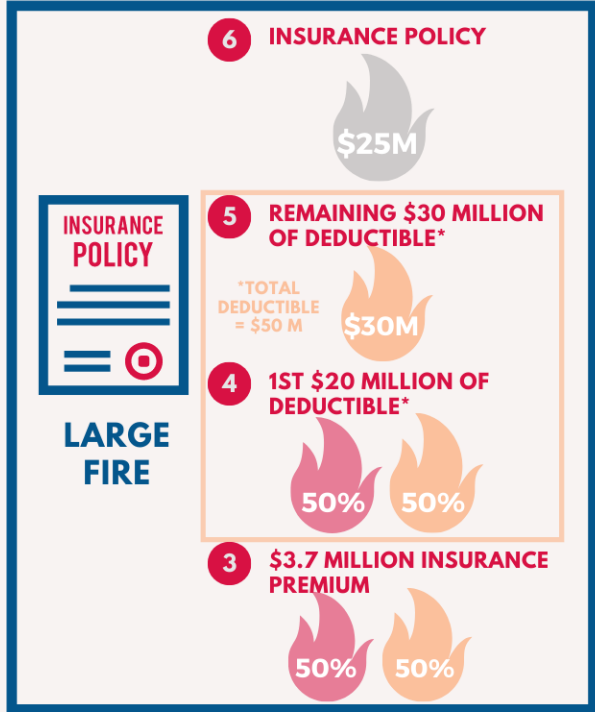 6 INSURANCE POLICY
$25M
INSURANCE
POLICY
LARGE
FIRE
5 REMAINING $30 MILLION
OF DEDUCTIBLE*
*TOTAL
DEDUCTIBLE
= $50 M
$30M
4 1ST $20 MILLION OF
DEDUCTIBLE*
50% 50%
3 $3.7 MILLION INSURANCE
PREMIUM
50% 50%